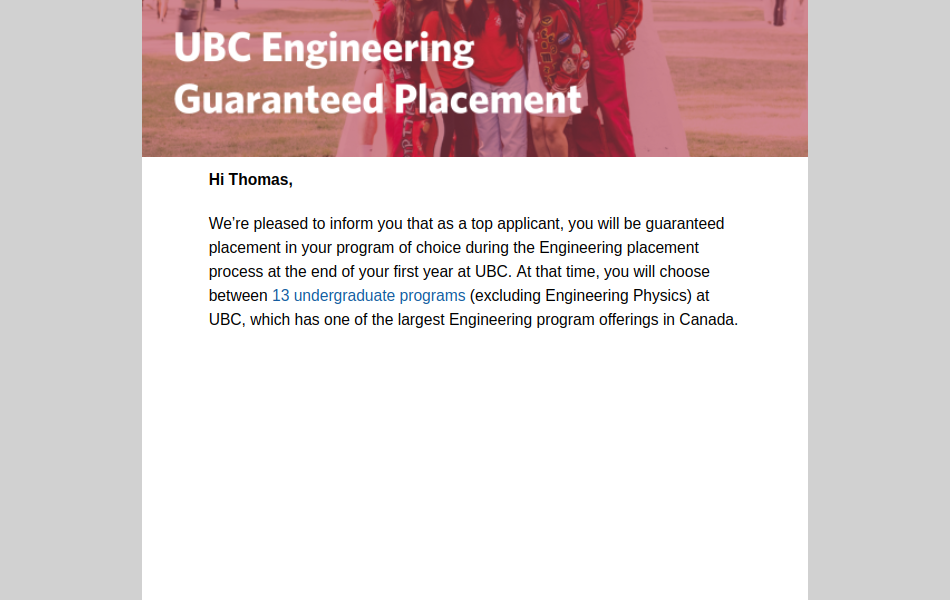 UBC Engineering
Guaranteed Placement
Hi Thomas,
We’re pleased to inform you that as a top applicant, you will be guaranteed
placement in your program of choice during the Engineering placement
process at the end of your first year at UBC. At that time, you will choose
between 13 undergraduate programs (excluding Engineering Physics) at
UBC, which has one of the largest Engineering program offerings in Canada.